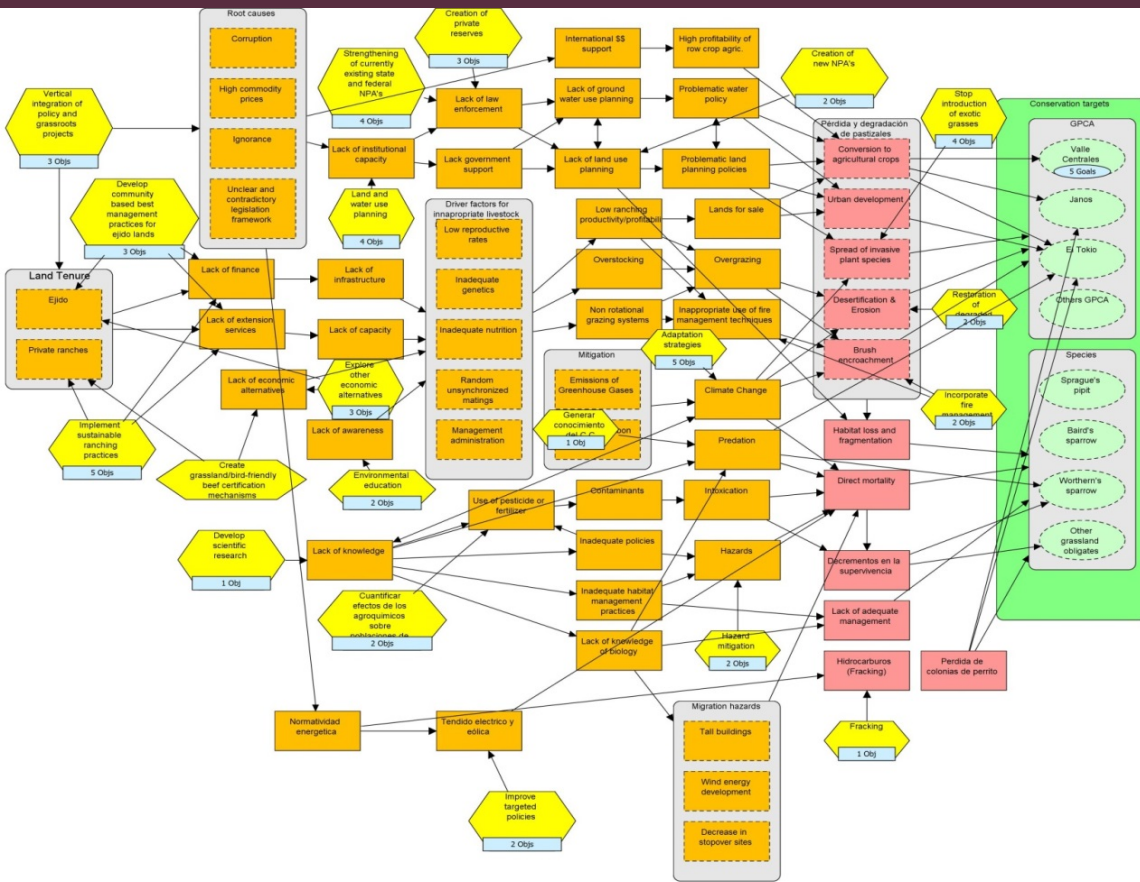 Root causes
Corruption
High commodity
prices
Ignorance
Unclear and
contradictory
legislation
framework
Vertical
integration of
policy and
grassroots
projects
3 Objs
Develop
community
based best
management
practices for
ejido lands
3 Objs
Land Tenure
Ejido
Private ranches
Implement
sustainable
ranching
practices
5 Objs
Create
grassland/bird-friendly
beef certification
mechanisms
Develop
scientific
research
1 Obj
Creation of
private
reserves
3 Objs
Strengthening
of currently
existing state
and federal
NPA's
4 Objs
Lack of law
enforcement
Lack of institutional
capacity
Lack government
support
Land and
water use
planning
4 Objs
Lack of finance
Lack of
infrastructure
Lack of extension
services
Lack of capacity
Lack of economic
alternatives
Explore
other
economic
alternatives
3 Objs
Lack of awareness
Environmental
education
2 Objs
Lack of knowledge
Cuantificar
efectos de los
agroquimicos
sobre
poblaciones de
2 Objs
Normatividad
energetica
Tendido electrico y
eólica
Improve
targeted
policies
2 Objs
Driver factors for
innapropriate livestock
Low reproductive
rates
Inadequate
genetics
Inadequate nutrition
Random
unsynchronized
matings
Management
administration
Use of pesticide or
fertilizer
International $$
support
High profitability of
row crop agric.
Lack of ground
water use planning
Problematic water
policy
Lack of land use
planning
Problematic land
planning policies
Low ranching
productivity/profitabili
Lands for sale
Overstocking
Overgrazing
Non rotational
grazing systems
Inappropriate use of fire
management techniques
Mitigation
Emissions of
Greenhouse Gases
Generar
conocimiento
del C.C.
1 Obj
Adaptation
strategies
5 Objs
Climate Change
Predation
Contaminants
Intoxication
Inadequate policies
Hazards
Inadequate habitat
management
practices
Lack of knowledge
of biology
Hazard
mitigation
2 Objs
Migration hazards
Tall buildings
Wind energy
development
Decrease in
stopover sites
Creation of
new NPA's
2 Objs
Pérdida y degradación
de pastizales
Conversion to
agricultural crops
Urban development
Spread of invasive
plant species
Desertification &
Erosion
Brush
encroachment
Habitat loss and
fragmentation
Direct mortality
Decrementos en la
supervivencia
Lack of adequate
management
Hidrocarburos
(Fracking)
Perdida de
colonias de perrito
Fracking
1 Obj
Stop
introduction
of exotic
grasses
4 Objs
Restoration
of
degraded
2 Objs
Incorporate
fire
management
2 Objs
Conservation targets
GPCA
Valle
Centrales
5 Goals
Janos
El Tokio
Others GPCA
Species
Sprague's
pipit
Baird's
sparrow
Worthern's
sparrow
Other
grassland
obligates